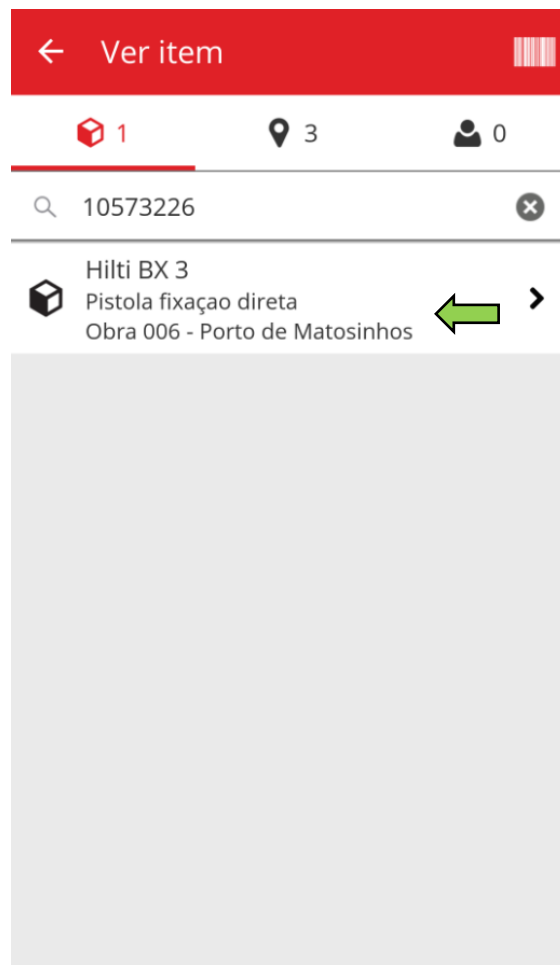 Ver item
1
3
0
10573226
Hilti BX 3
Pistola fixaçao direta
Obra 006 - Porto de Matosinhos